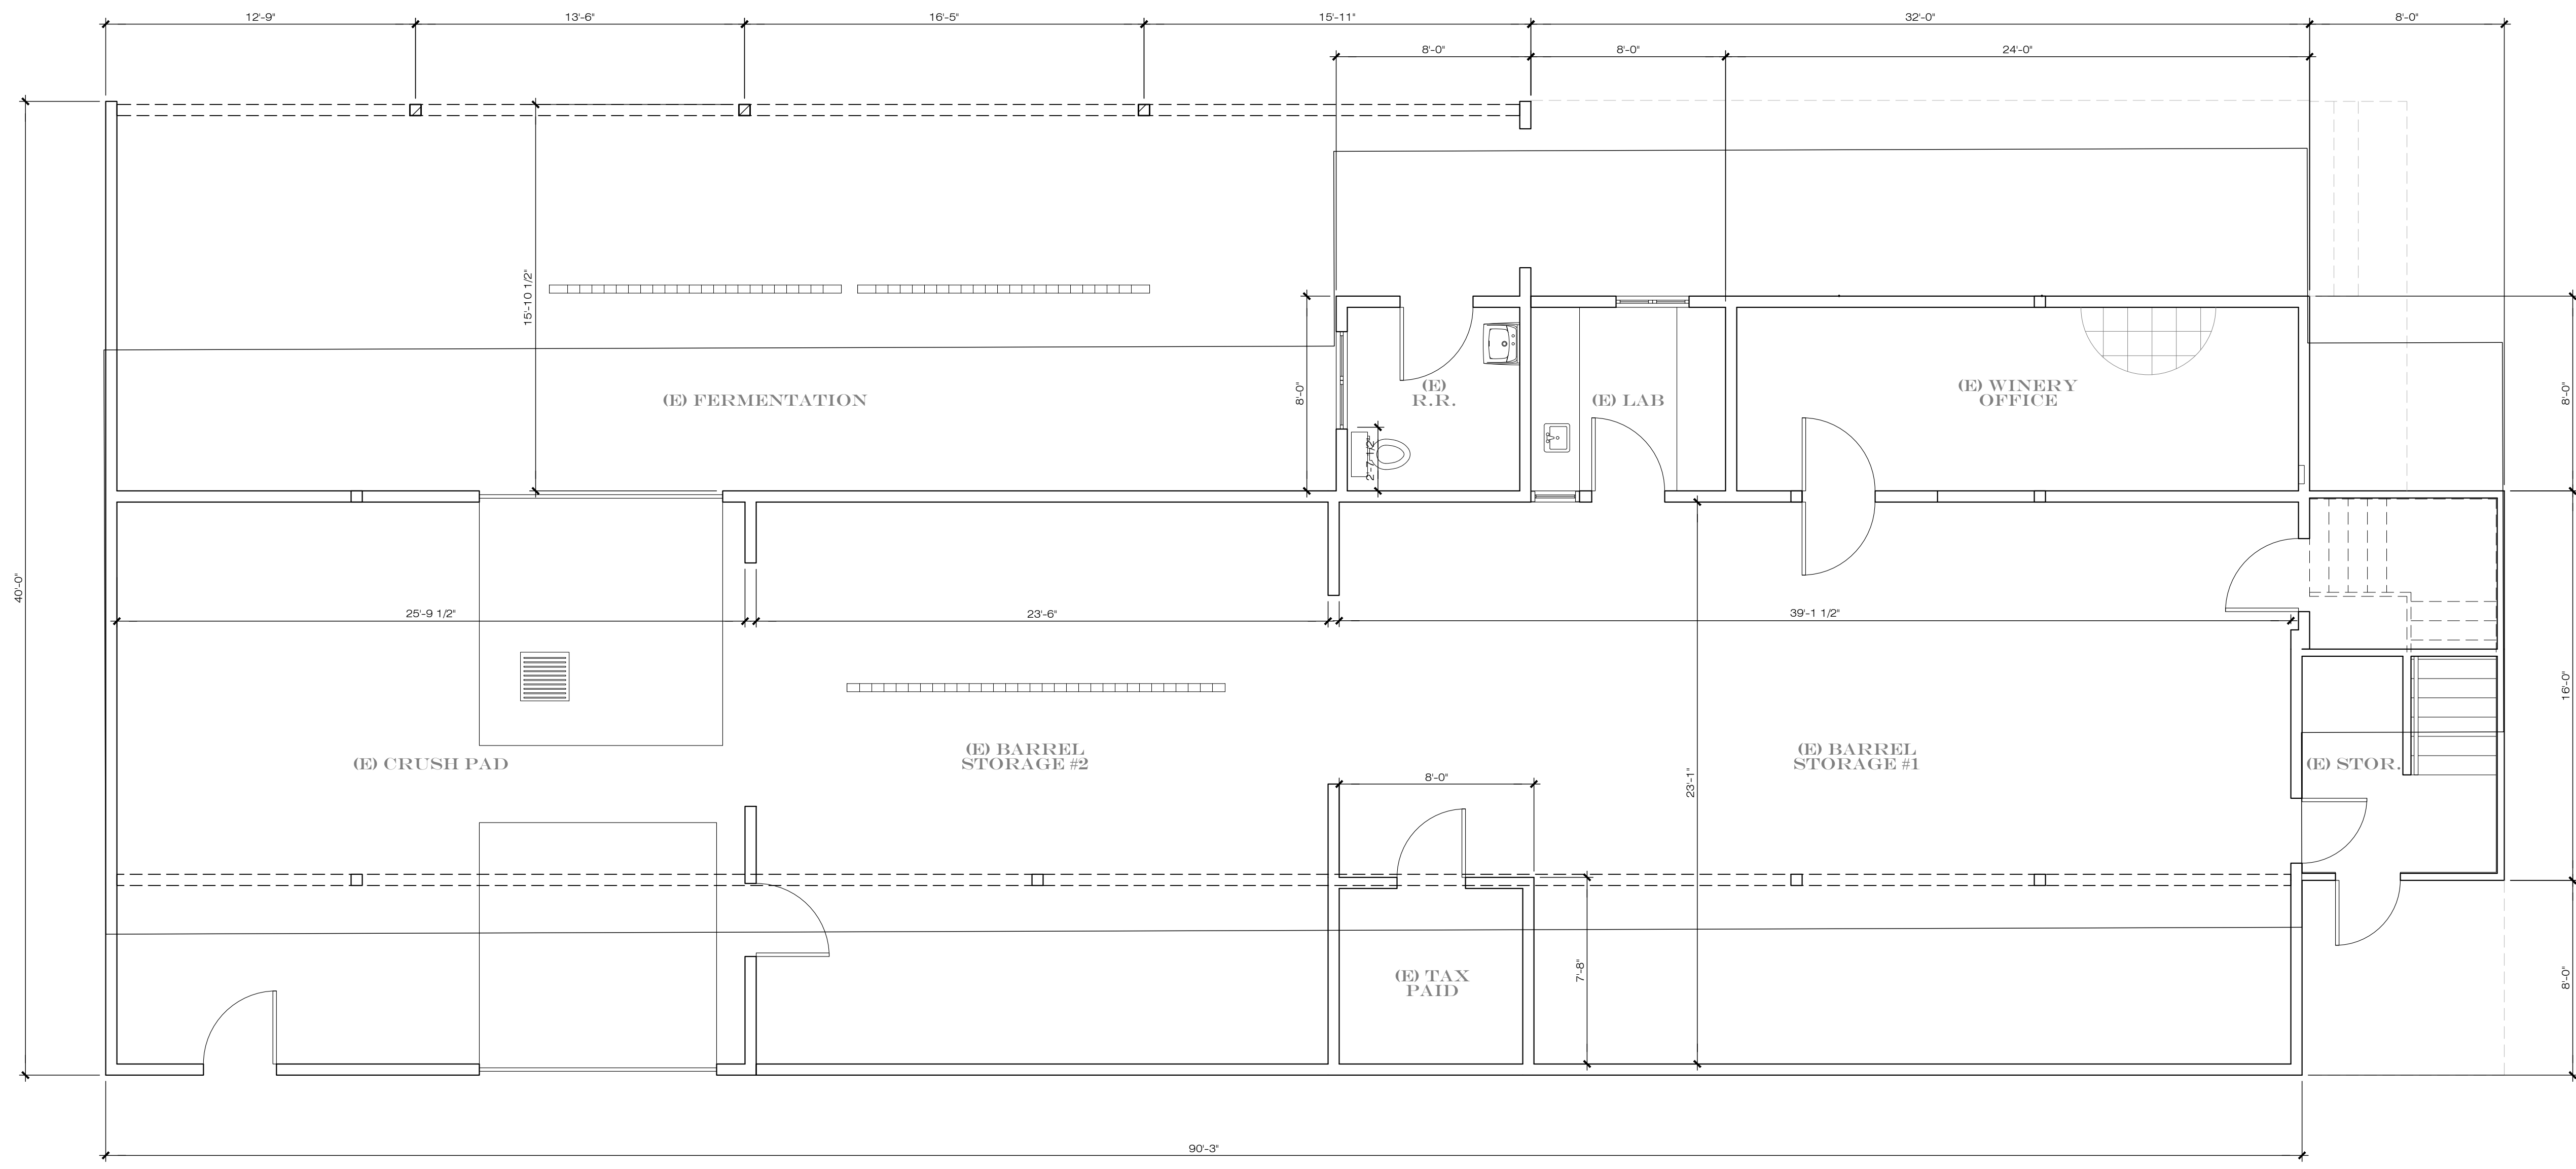 12'-9"
13'-6"
16'-5"
15'-11"
32'-0"
8'-0"
8'-0"
8'-0"
24'-0"
15'-10 1/2"
(E) FERMENTATION
8'-0"
(E)
R.R.
2'-7 1/2"
(E) LAB
(E) WINERY
OFFICE
8'-0"
40'-0"
25'-9 1/2"
23'-6"
39'-1 1/2"
16'-0"
(E) CRUSH PAD
(E) BARREL
STORAGE #2
(E) BARREL
STORAGE #1
(E) STOR.
8'-0"
23'-1"
7'-8"
(E) TAX
PAID
8'-0"
90'-3"